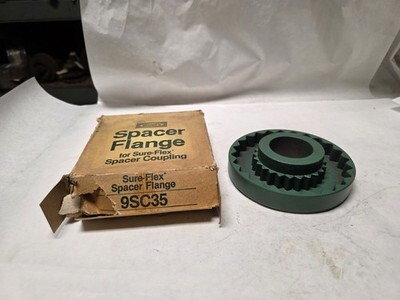 Spacer
Flange
for Sure-Flex®
Spacer Coupling
Sure-Flex®
Spacer Flange
9SC35